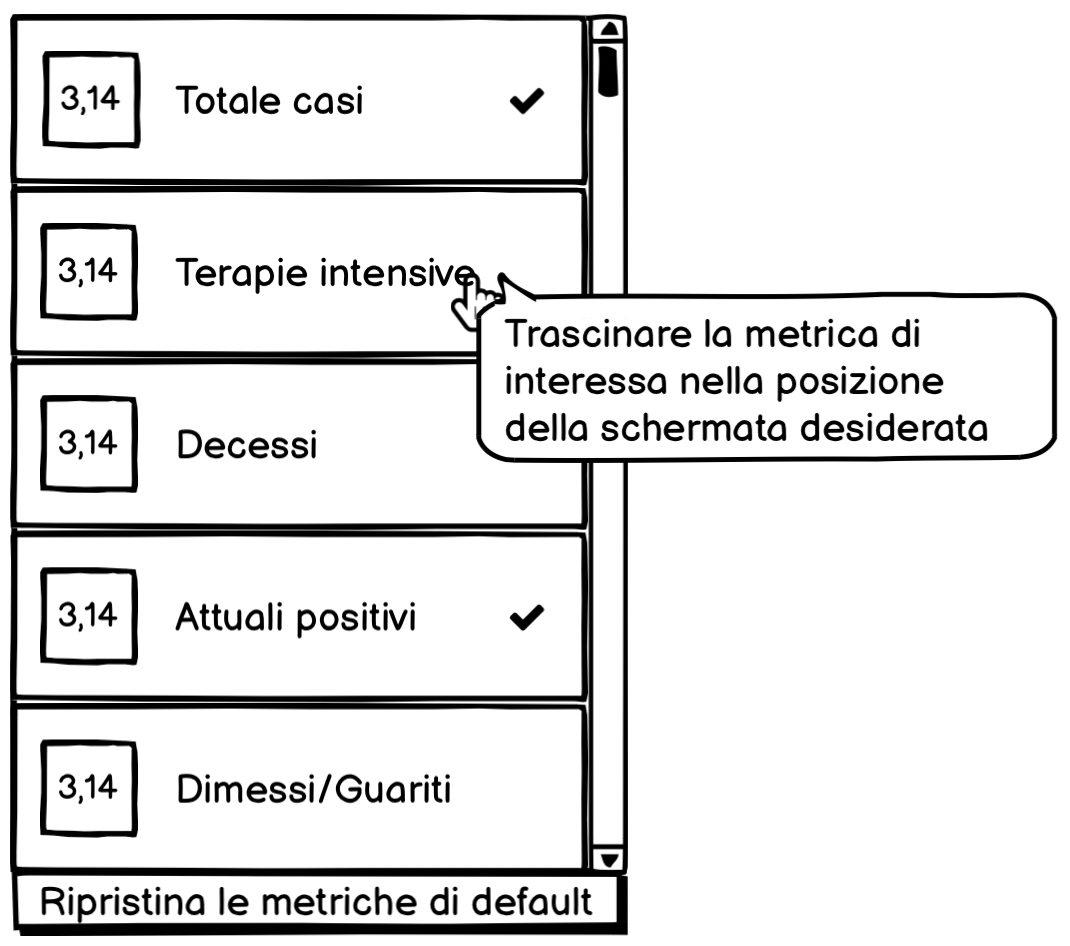 3,14 Totale casi
3,14 Terapie intensive
Trascinare la metrica di
interessa nella posizione
della schermata desiderata
3,14 Decessi
3,14 Attuali positivi
3,14 Dimessi/Guariti
Ripristina le metriche di default